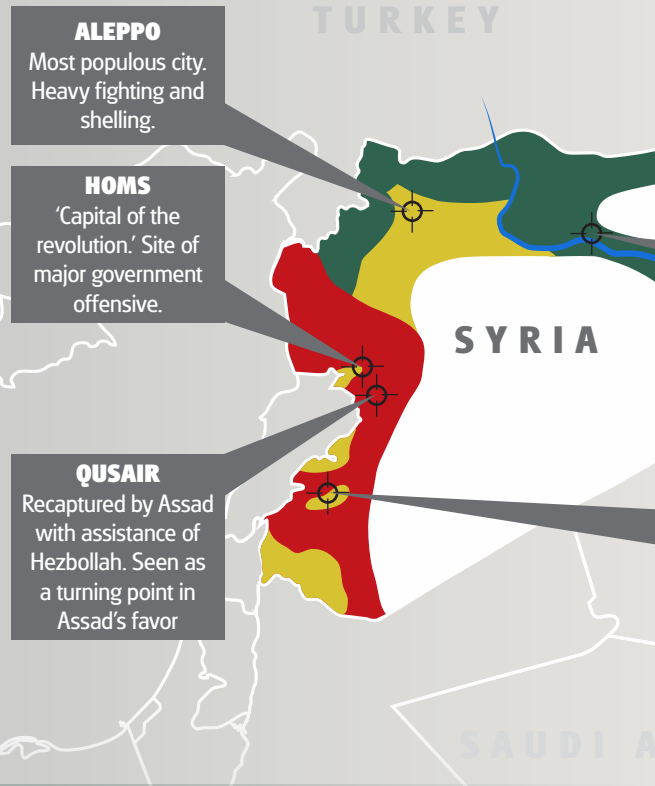 TURKEY
ALEPPO
Most populous city.
Heavy fighting and
shelling.
HOMS
‘Capital of the
revolution.’ Site of
major government
offensive.
SYRIA
QUSAIR
Recaptured by Assad
with assistance of
Hezbollah. Seen as
a turning point in
Assad’s favor
SAUDI A